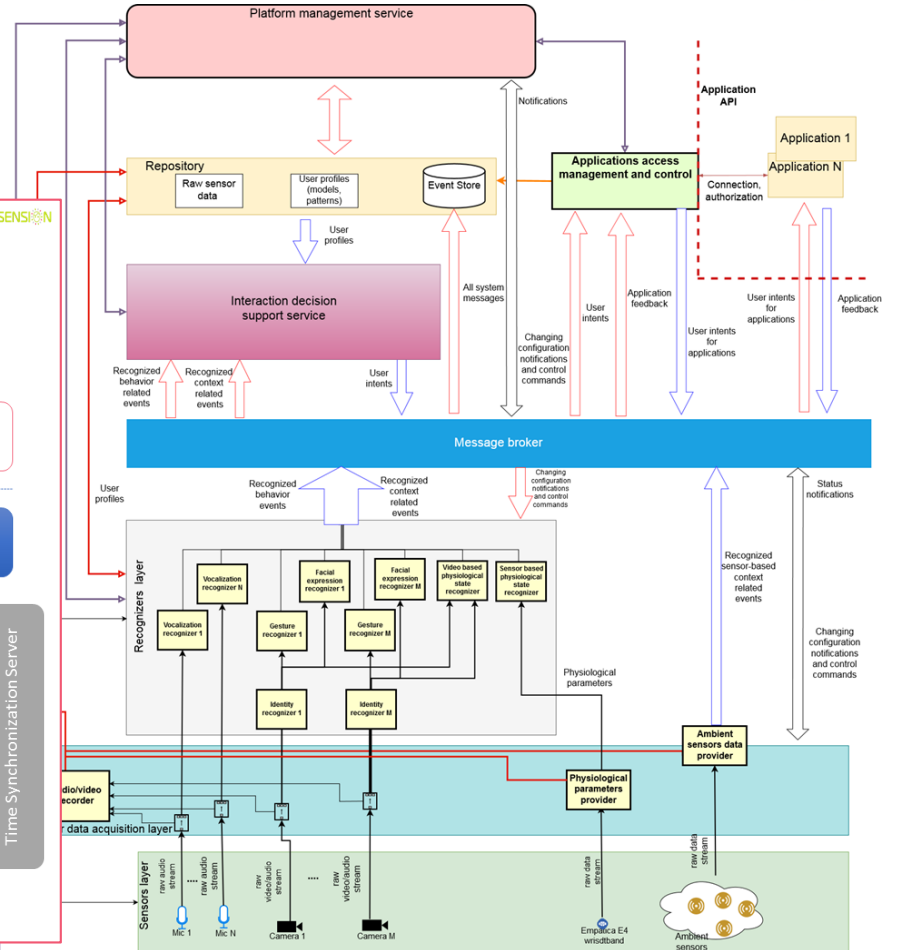 Platform management service
Notifications
Application
API
Application 1
Application N
Repository
Raw sensor
data
User profiles
(models,
patterns)
Event Store
Applications access
management and control
Connection,
authorization
SENSION
User
profiles
Interaction decision
support service
All system
messages
Changing
configuration
notifications
and control
commands
User
intents
Application
feedback
User intents
for
applications
User intents
for
applications
Application
feedback
Recognized
behavior
related
events
Recognized
context
related
events
User
intents
Message broker
User
profiles
Recognized
behavior
events
Recognized
context
related
events
Changing
configuration
notifications
and control
commands
Status
notifications
Recognizers layer
Vocalization
recognizer N
Vocalization
recognizer 1
Facial
expression
recognizer 1
Facial
expression
recognizer M
Video based
physiological
state
recognizer
Sensor based
physiological
state
recognizer
Gesture
recognizer 1
Gesture
recognizer M
Identity
recognizer 1
Identity
recognizer M
Recognized
sensor-based
context
related
events
Changing
configuration
notifications
and control
commands
Physiological
parameters
Time Synchronization Server
dio/video
ecorder
r data acquisition layer
Physiological
parameters
provider
Ambient
sensors data
provider
Sensors layer
raw audio
stream
....
raw audio
stream
raw
video/audio
stream
....
raw
video/audio
stream
raw data
stream
raw data
stream
Mic 1
Mic N
Camera 1
Camera M
Empatica E4
wrisdtband
Ambient
sensors